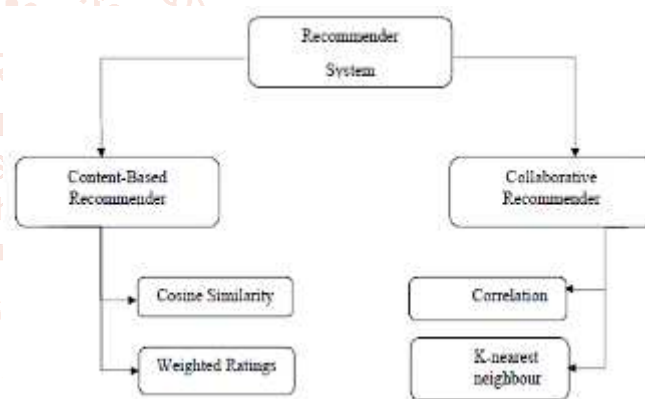 Recommender
System
Content-Based
Recommender
Collaborative
Recommender
Cosine Similarity
Correlation
Weighted Ratings
K-nearest
neighbour